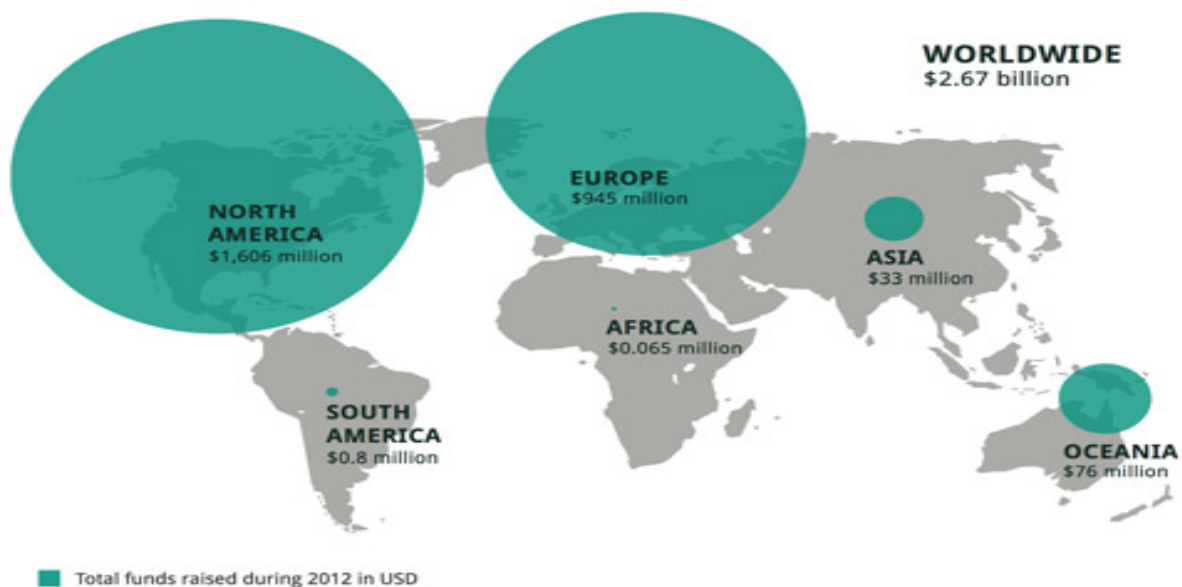 WORLDWIDE
$2.67 billion
NORTH
AMERICA
$1,606 million
EUROPE
$945 million
ASIA
$33 million
AFRICA
$0.065 million
SOUTH
AMERICA
$0.8 million
OCEANIA
$76 million
Total funds raised during 2012 in USD